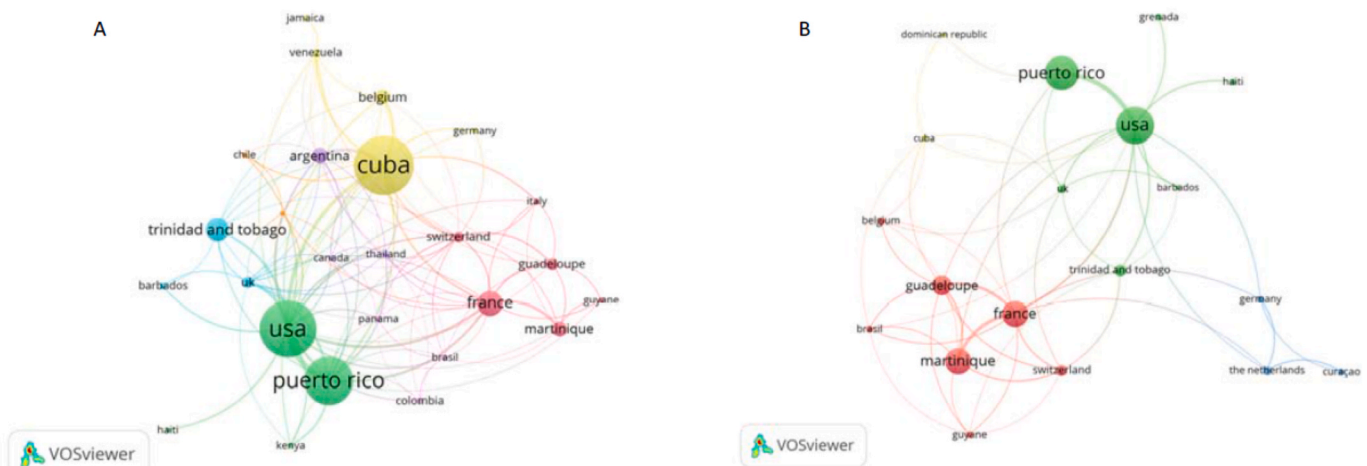 A
jamaica
venezuela
belgium
germany
chile
argentina
cuba
italy
trinidad and tobago
switzerland
canada
thailand
guadeloupe
barbados
uk
france
guyane
usa
panama
martinique
brasil
puerto rico
colombia
haiti
kenya
VOSviewer
B
grenada
dominican republic
puerto rico
haiti
usa
cuba
uk
barbados
belgium
trinidad and tobago
guadeloupe
germany
france
brasil
martinique
switzerland
the netherlands
curaçao
guyane
VOSviewer